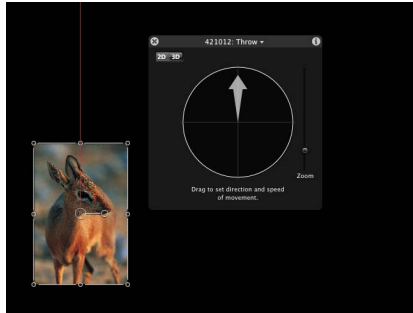 421012: Throw
2D 3D
Zoom
Drag to set direction and speed
of movement.